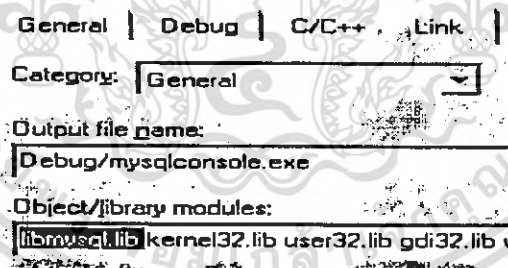 General | Debug | C/C++ Link |
Category: General
Output file name:
Debug/mysqlconsole.exe
Object/library modules:
libmysql.lib kernel32.lib user32.lib gdi32.lib